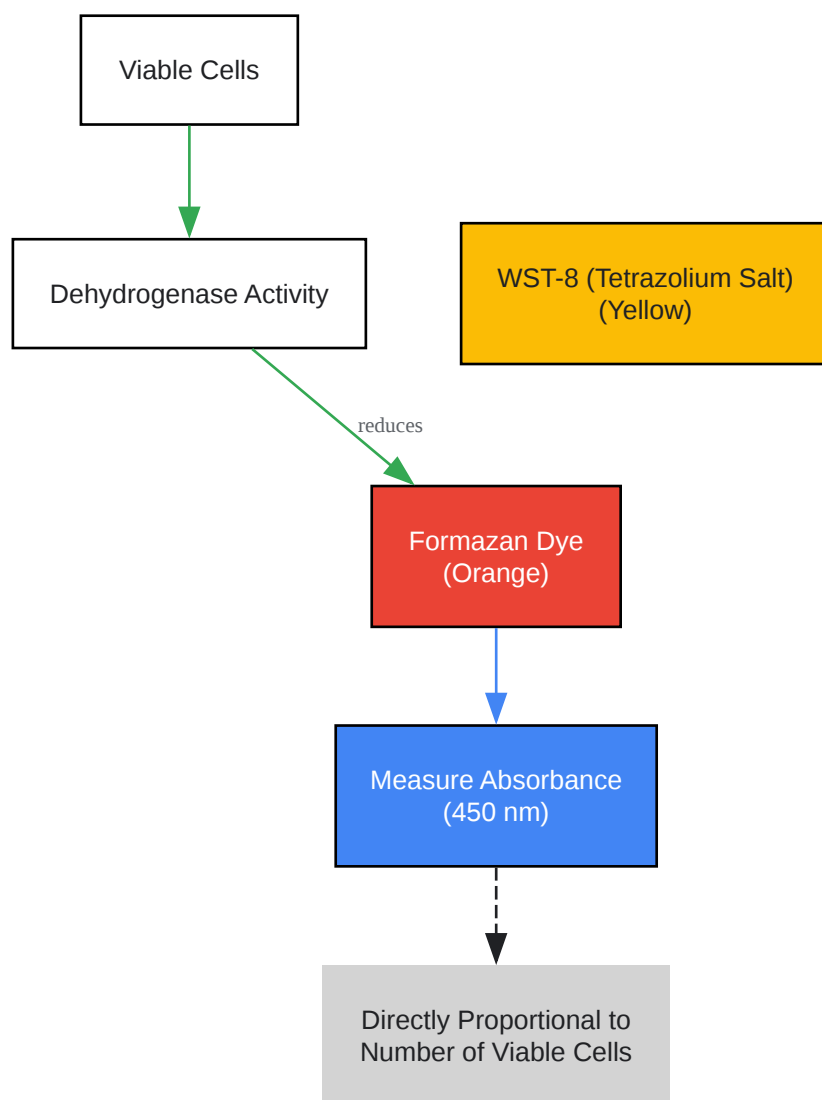 Viable Cells
Dehydrogenase Activity
WST-8 (Tetrazolium Salt)
(Yellow)
reduces
Formazan Dye
(Orange)
Measure Absorbance
(450 nm)
Directly Proportional to
Number of Viable Cells